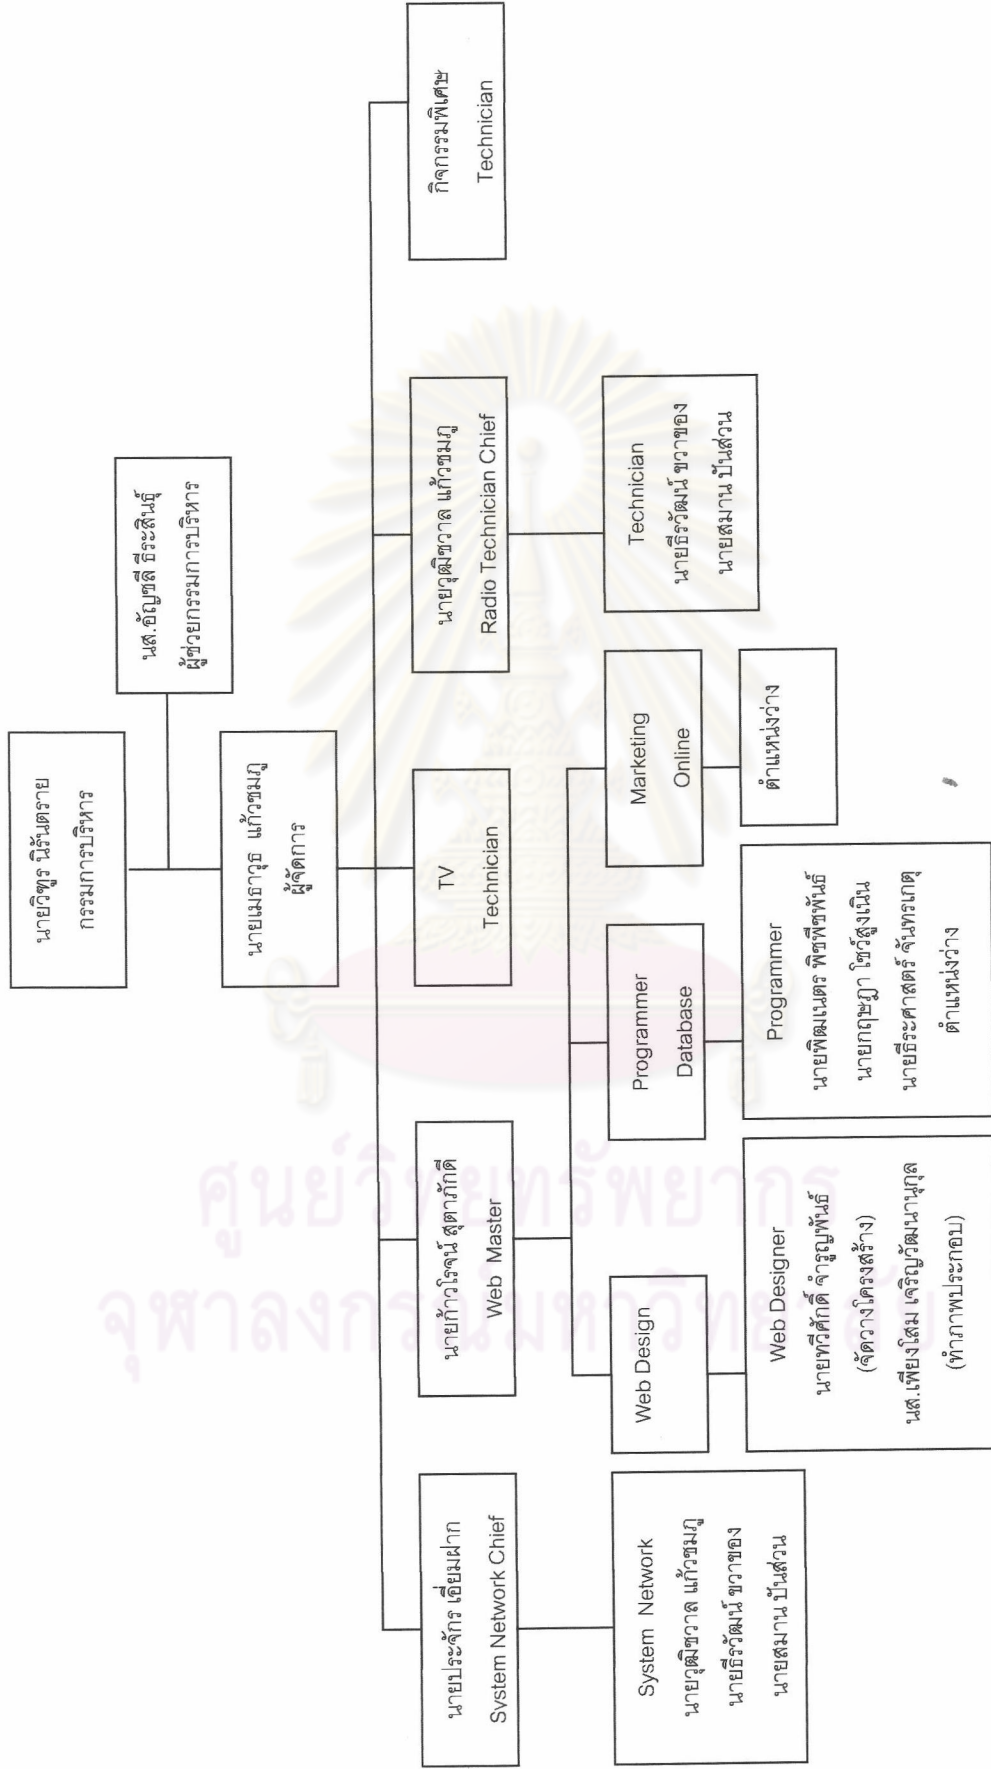 นายวิฑูร นิรันตราย
กรรมการบริหาร
นส.อัญชลี ธีระสินธุ์
ผู้ช่วยกรรมการบริหาร
นายเมธาวุธ แก้วชมภู
ผู้จัดการ
นายประจักร เอี่ยมฝาก
System Network Chief
นายก้าวโรจน์ สุตาภักดี
Web Master
TV
Technician
นายวุฒิชวาล แก้วชมภู
Radio Technician Chief
กิจกรรมพิเศษ
Technician
System Network
นายวุฒิชวาล แก้วชมภู
นายธีรวัฒน์ ขวาของ
นายสมาน ปันส่วน
Web Design
Programmer
Database
Marketing
Online
Technician
นายธีรวัฒน์ ขวาของ
นายสมาน ปันส่วน
Web Designer
นายทวีศักดิ์ จำรูญพันธ์
(จัดวางโครงสร้าง)
นส.เพียงโสม เจริญวัฒนานุกุล
(ทำภาพประกอบ)
Programmer
นายพิฒเนตร พิชพืชพันธ์
นายกฤษฎา โชว์สูงเนิน
นายธีระศาสตร์ จันทรเกตุ
ตำแหน่งว่าง
ตำแหน่งว่าง
ศูนย์วิทยทรัพยากร
จุฬาลงกรณ์มหาวิทยาลัย